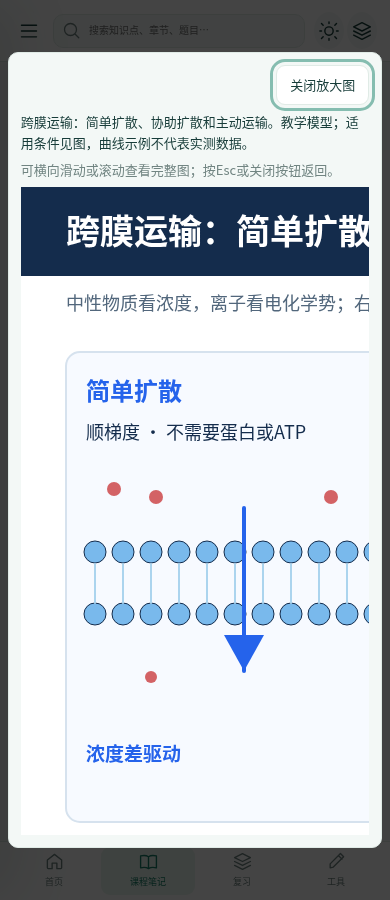 搜索知识点、章节、题目…
关闭放大图
跨膜运输：简单扩散、协助扩散和主动运输。教学模型；适
用条件见图，曲线示例不代表实测数据。
可横向滑动或滚动查看完整图；按Esc或关闭按钮返回。
跨膜运输：简单扩散
中性物质看浓度，离子看电化学势；右
简单扩散
顺梯度 · 不需要蛋白或ATP
浓度差驱动
首页
课程笔记
复习
工具